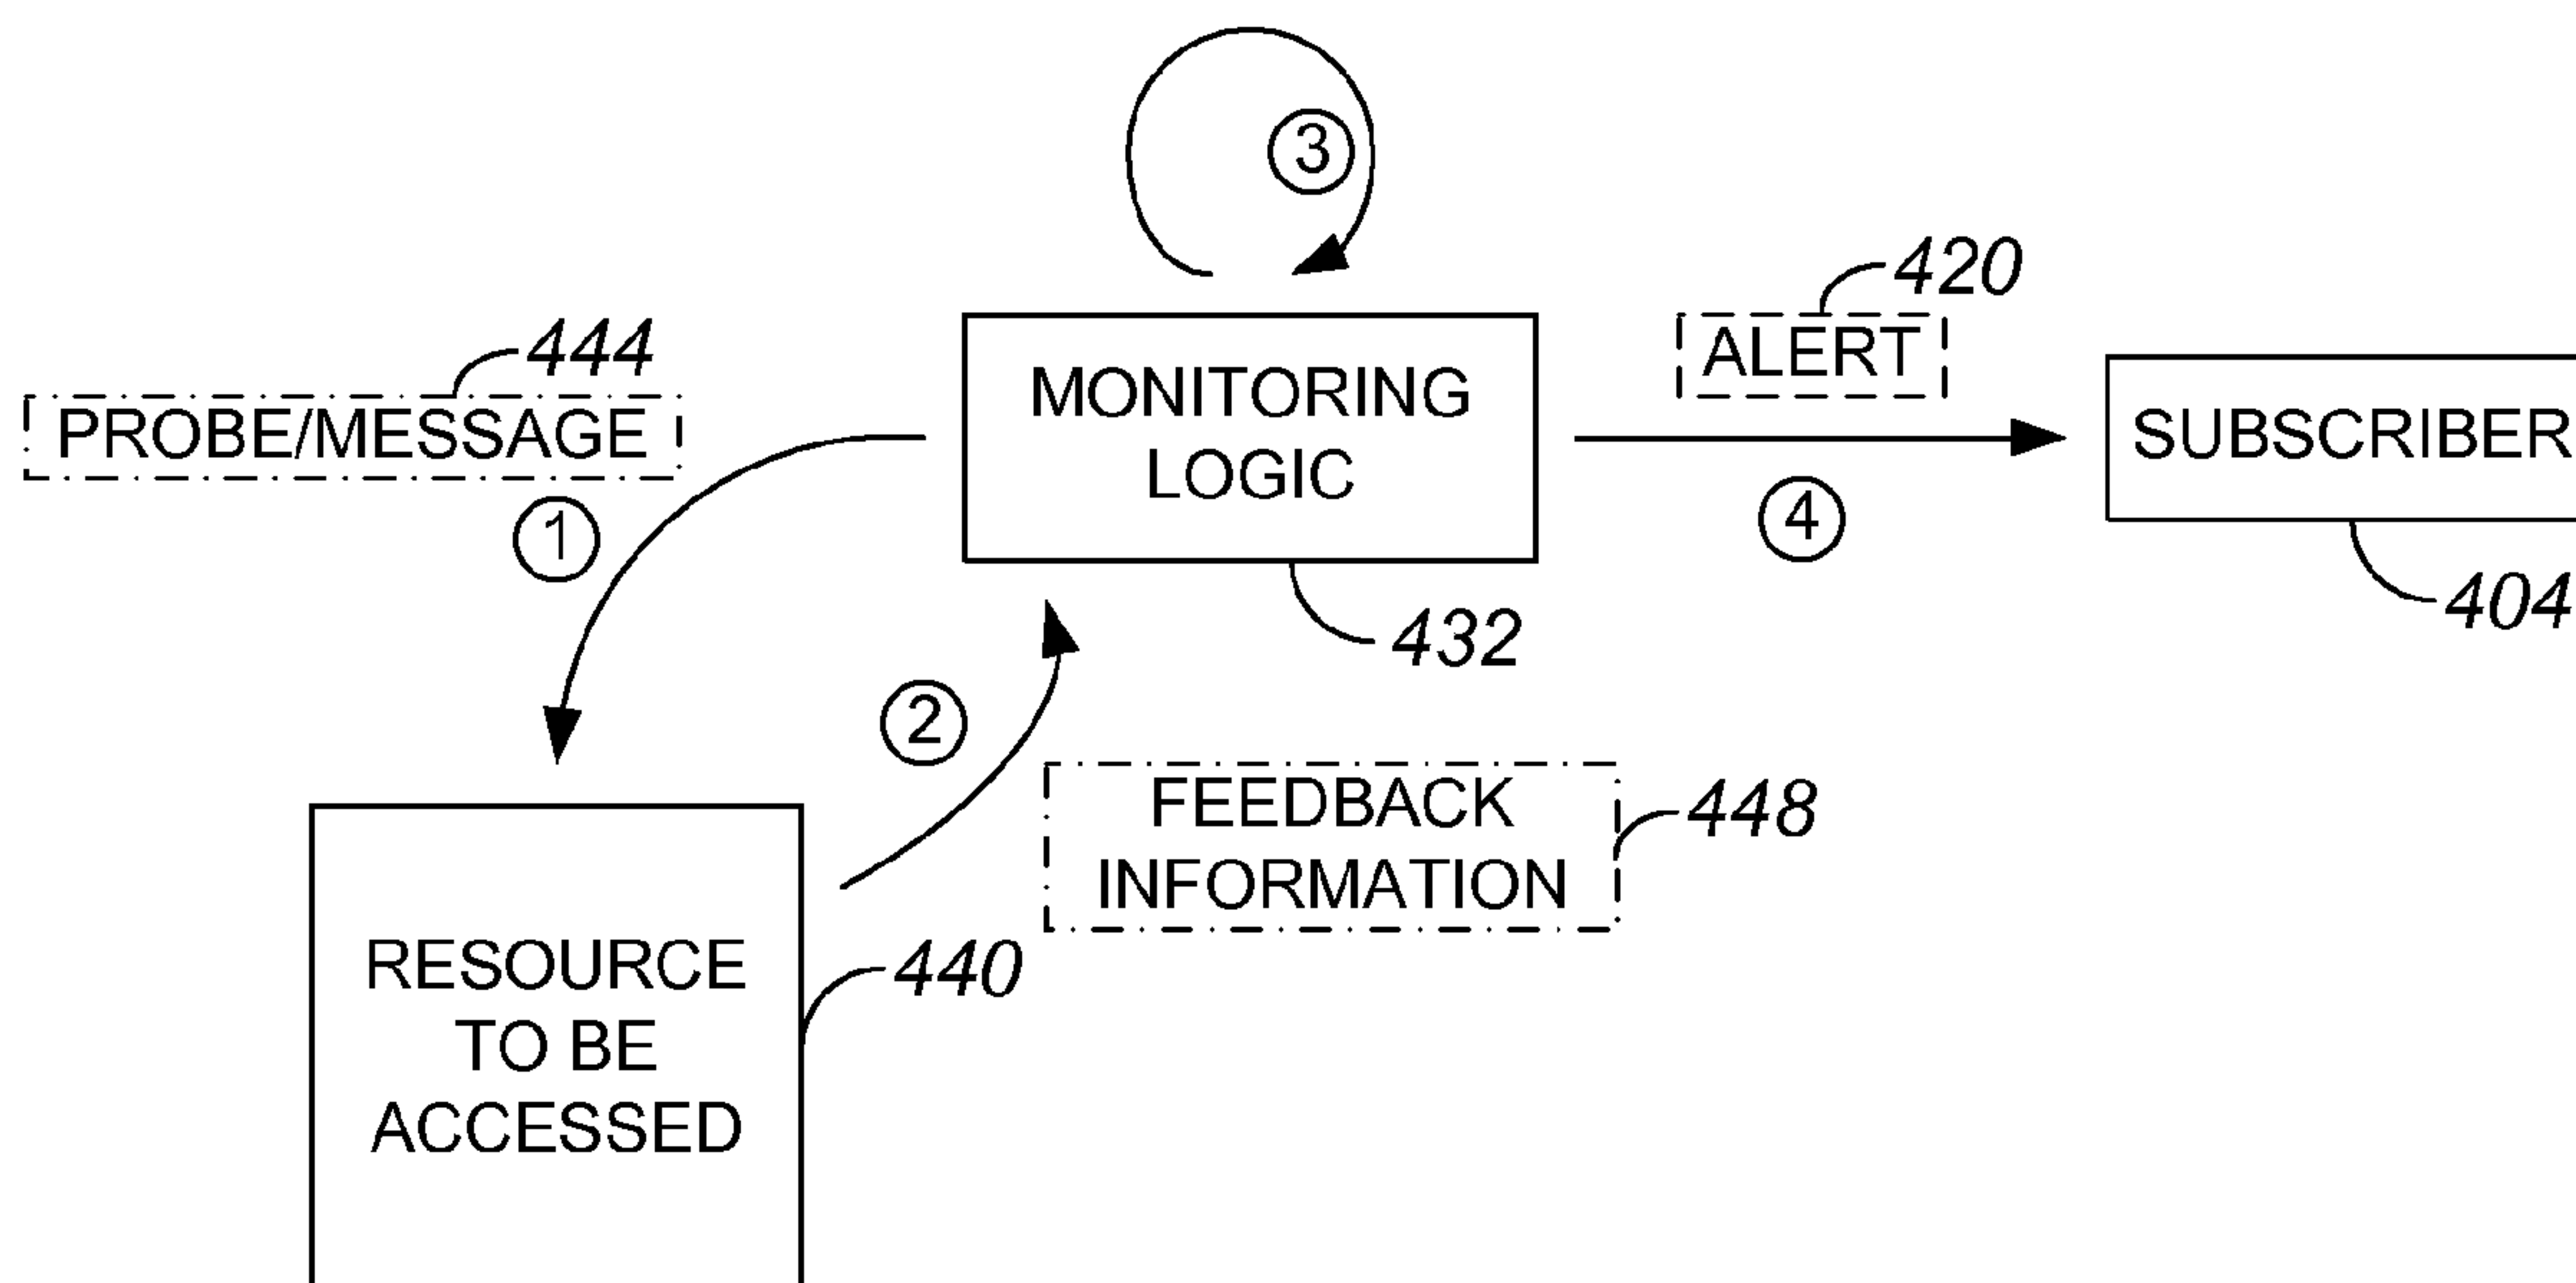 3
420
ALERT
444
PROBE/MESSAGE
MONITORING
LOGIC
SUBSCRIBER
1
4
404
432
2
FEEDBACK
INFORMATION
448
RESOURCE
TO BE
ACCESSED
440